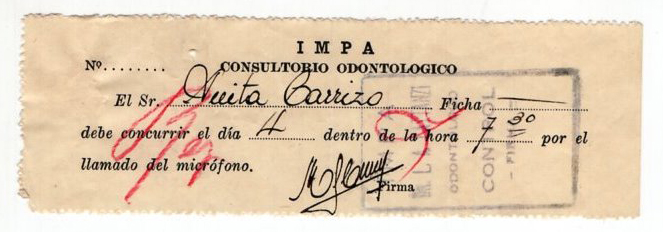 IMPA
Nº........ CONSULTORIO ODONTOLOGICO
El Sr. Anita Carrizo Ficha ——
debe concurrir el día 4 dentro de la hora 7 30 por el
llamado del micrófono.
Firma
ODONTOLO
CONTROL